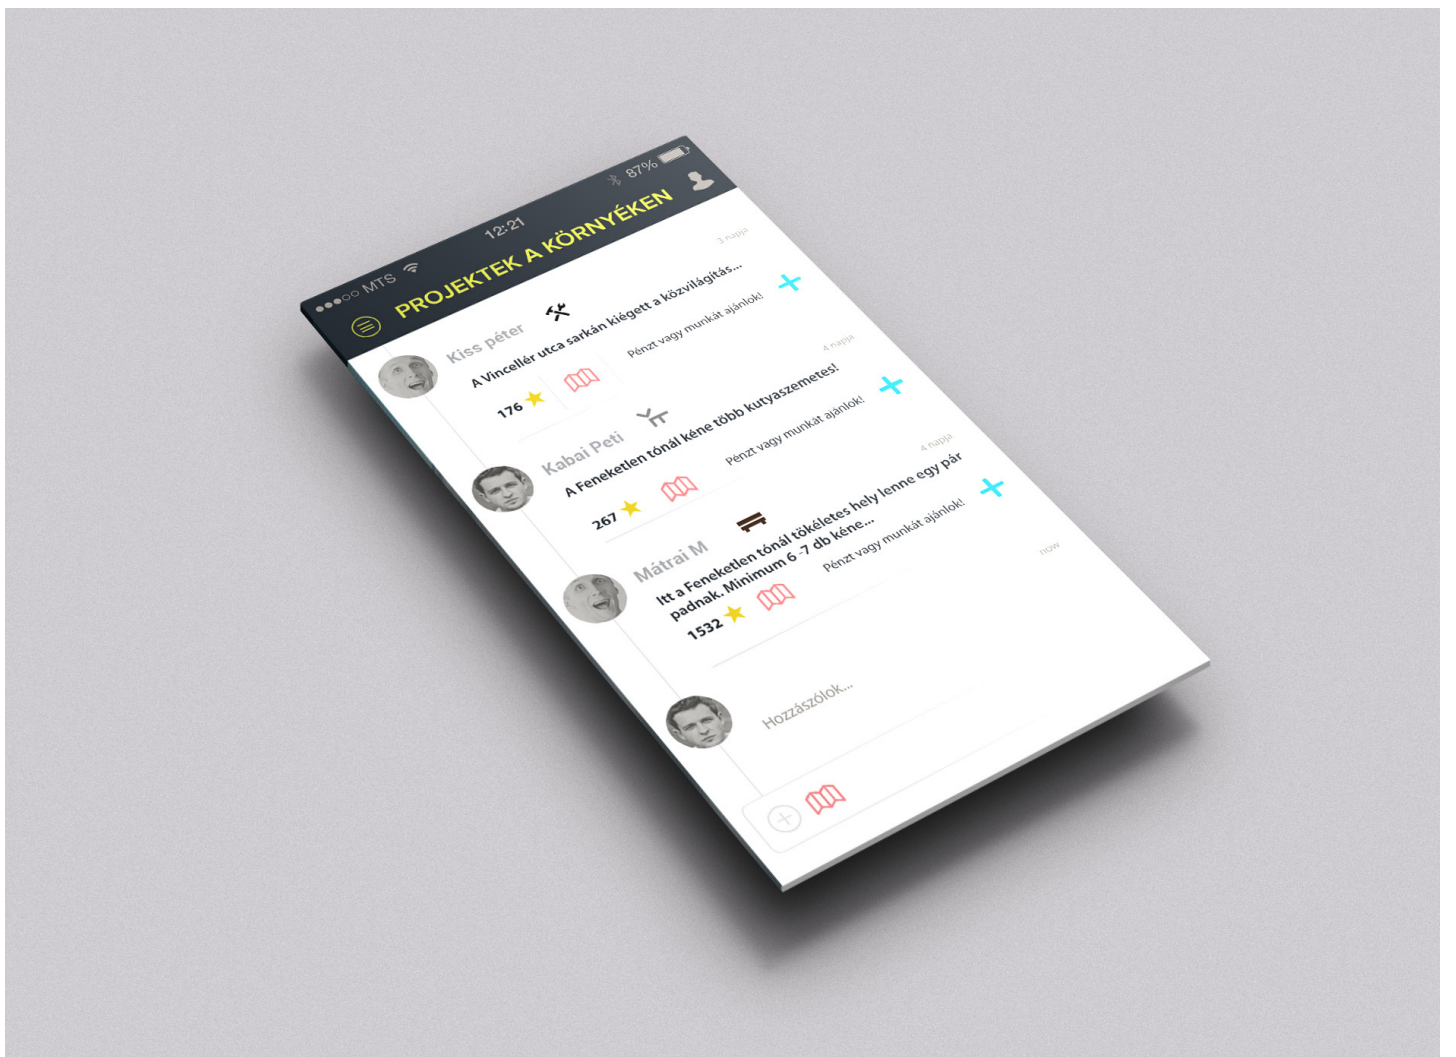 MTS 12:21 87%
PROJEKTEK A KÖRNYÉKEN
3 napja
Kiss péter
A Vincellér utca sarkán kiégett a közvilágítás...
176
Pénzt vagy munkát ajánlok!
4 napja
Kabai Peti
A Feneketlen tónál kéne több kutyaszemetes!
267
Pénzt vagy munkát ajánlok!
4 napja
Mátrai M
Itt a Feneketlen tónál tökéletes hely lenne egy pár
padnak. Minimum 6 -7 db kéne...
1532
Pénzt vagy munkát ajánlok!
now
Hozzászólok...